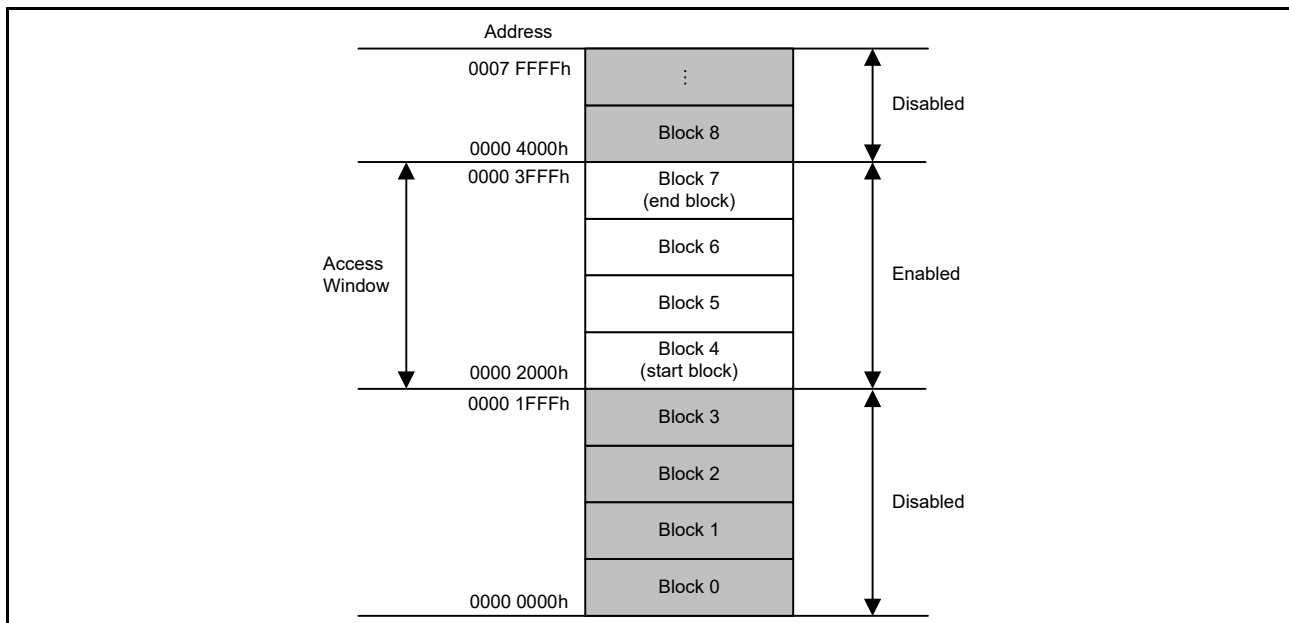 Address
0007 FFFFh
⋮
Disabled
Block 8
0000 4000h
0000 3FFFh
Block 7
(end block)
Block 6
Access
Window
Enabled
Block 5
Block 4
(start block)
0000 2000h
0000 1FFFh
Block 3
Block 2
Disabled
Block 1
Block 0
0000 0000h